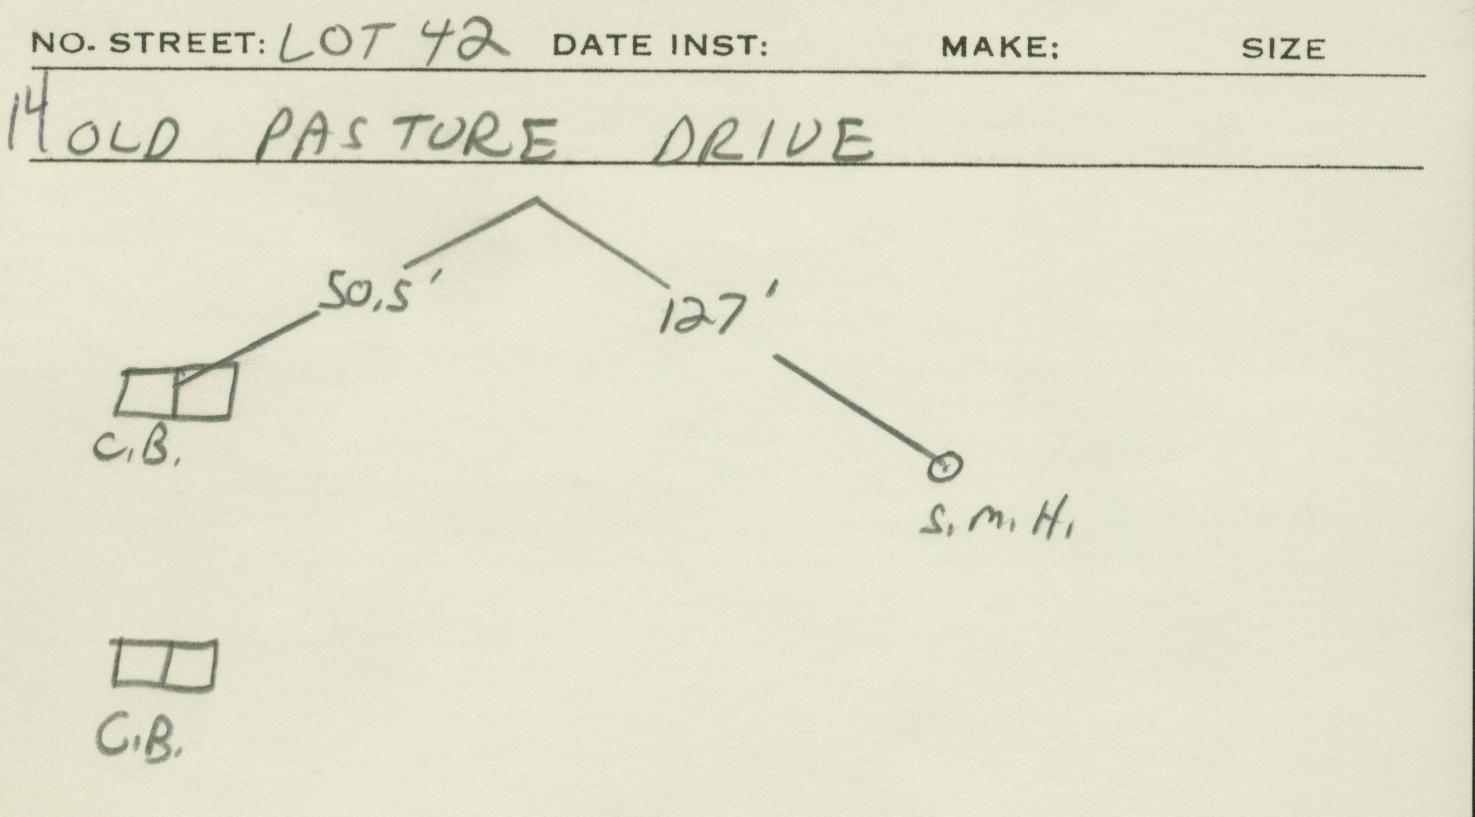 NO. STREET: LOT 42 DATE INST: MAKE: SIZE
14 OLD PASTURE DRIVE
50.5' 127'
C.B.
S.M.H.
C.B.